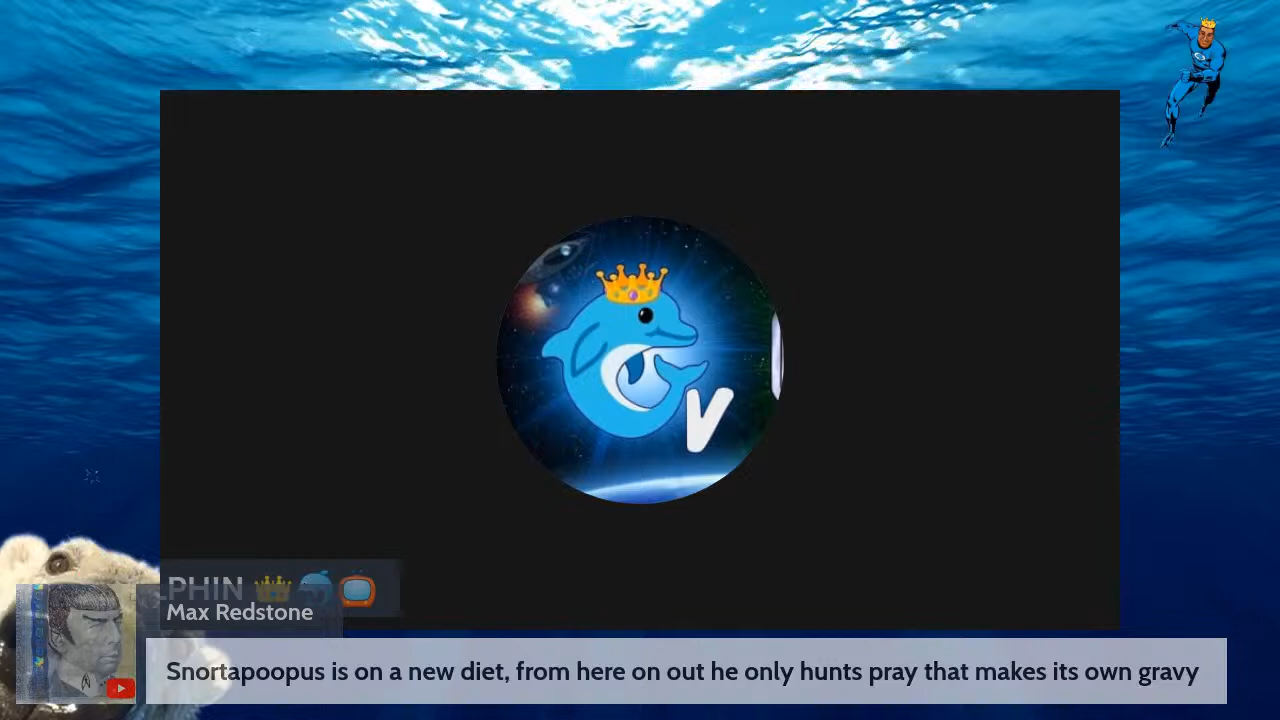 V
PHIN 👑🐬📺
Max Redstone
Snortapoopus is on a new diet, from here on out he only hunts pray that makes its own gravy